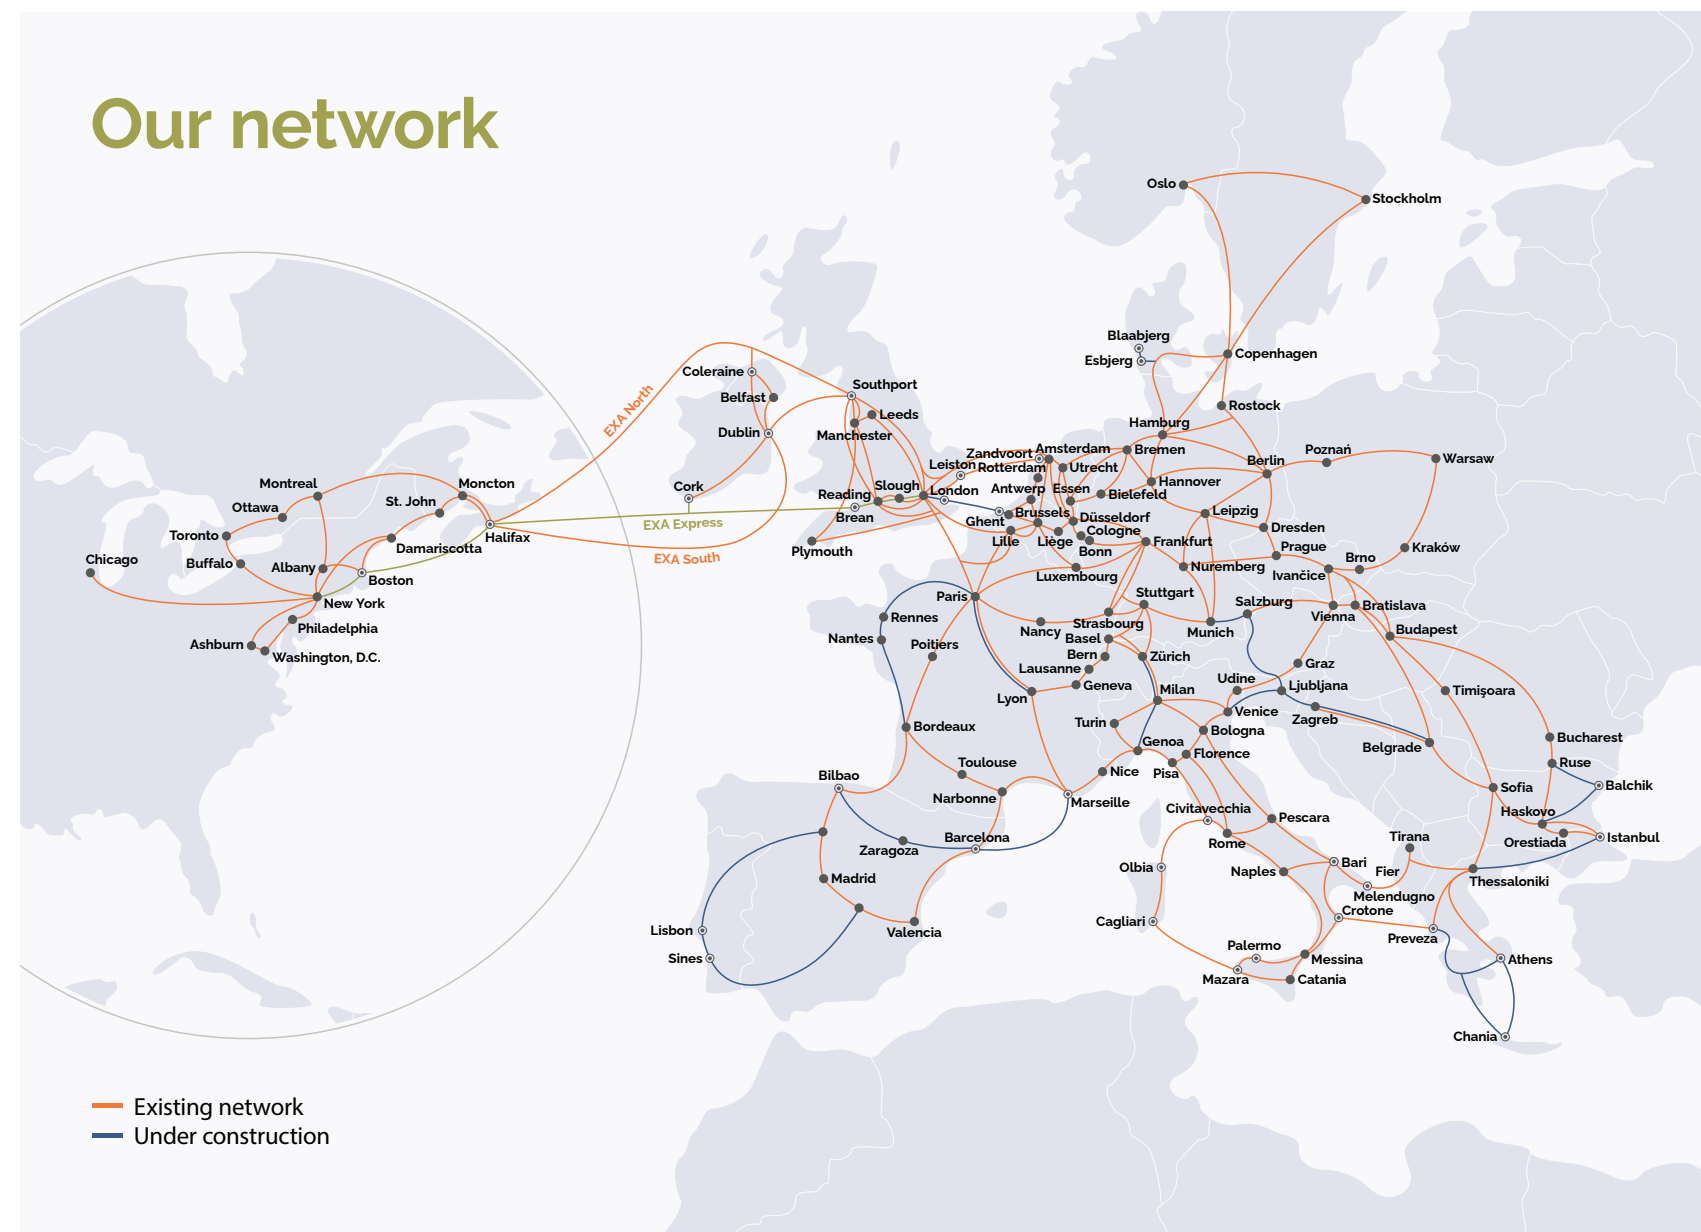 Our network
Oslo
Stockholm
Blaabjerg
Esbjerg
Copenhagen
Rostock
Coleraine
Belfast
Dublin
Cork
Southport
Leeds
Manchester
EXA North
EXA Express
EXA South
Hamburg
Bremen
Berlin
Poznań
Warsaw
Zandvoort
Amsterdam
Leiston
Rotterdam
Utrecht
Hannover
Slough
London
Antwerp
Essen
Bielefeld
Reading
Brean
Plymouth
Ghent
Brussels
Düsseldorf
Leipzig
Dresden
Lille
Liège
Cologne
Bonn
Frankfurt
Prague
Brno
Kraków
Luxembourg
Nuremberg
Ivančice
Montreal
Moncton
Ottawa
St. John
Toronto
Halifax
Damariscotta
Chicago
Buffalo
Albany
Boston
New York
Philadelphia
Ashburn
Washington, D.C.
Paris
Stuttgart
Salzburg
Bratislava
Rennes
Nancy
Strasbourg
Munich
Vienna
Budapest
Nantes
Poitiers
Basel
Bern
Zürich
Graz
Lausanne
Geneva
Lyon
Milan
Udine
Ljubljana
Timişoara
Turin
Venice
Zagreb
Bordeaux
Genoa
Bologna
Belgrade
Bucharest
Toulouse
Nice
Pisa
Florence
Ruse
Bilbao
Narbonne
Marseille
Sofia
Balchik
Civitavecchia
Pescara
Haskovo
Zaragoza
Barcelona
Rome
Tirana
Orestiada
Istanbul
Madrid
Olbia
Naples
Bari
Fier
Thessaloniki
Melendugno
Lisbon
Valencia
Cagliari
Crotone
Preveza
Sines
Palermo
Messina
Athens
Mazara
Catania
Chania
Existing network
Under construction